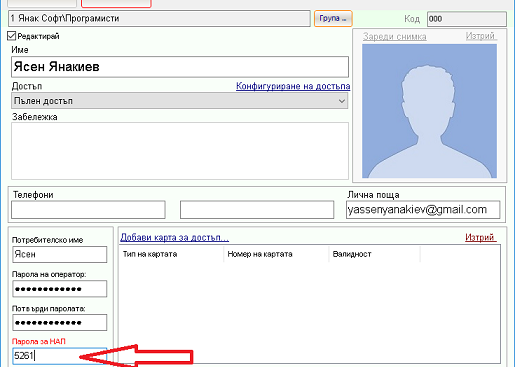 1 Янак Софт\Програмисти
Група ...
Код
000
Редактирай
Зареди снимка
Изтрий
Име
Ясен Янакиев
Достъп
Конфигуриране на достъпа
Пълен достъп
Забележка
Телефони
Лична поща
yassenyanakiev@gmail.com
Потребителско име
Ясен
Парола на оператор:
●●●●●●●●●●●●
Потвърди паролата:
●●●●●●●●●●●●
Парола за НАП
5261
Добави карта за достъп...
Изтрий
Тип на картата
Номер на картата
Валидност